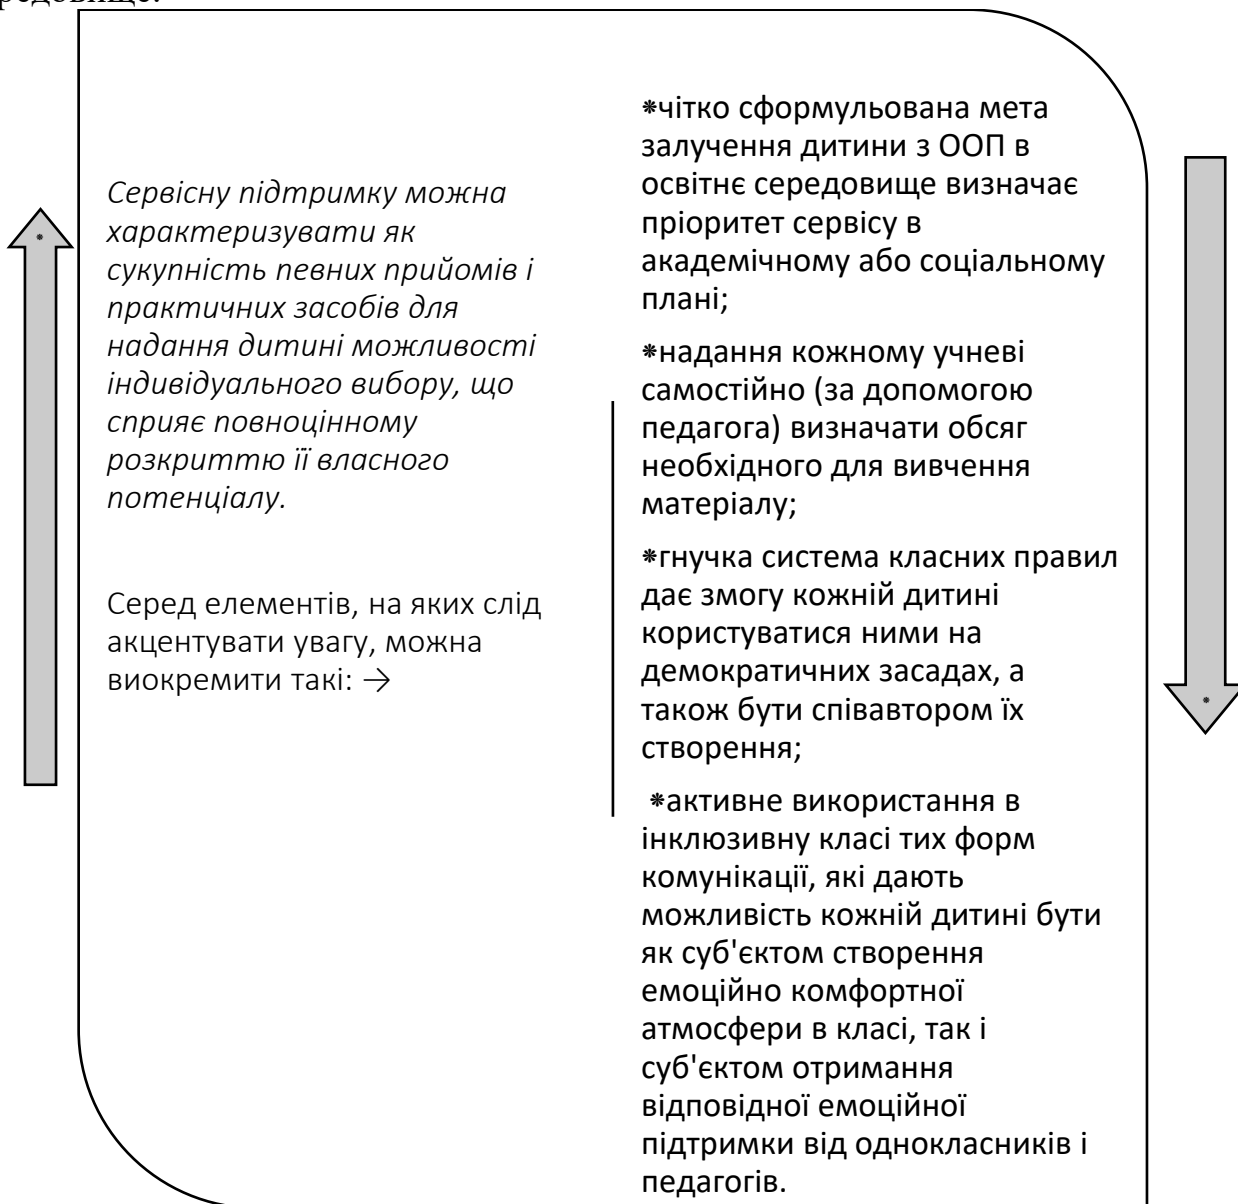 Сервісну підтримку можна
характеризувати як
сукупність певних прийомів і
практичних засобів для
надання дитині можливості
індивідуального вибору, що
сприяє повноцінному
розкриттю її власного
потенціалу.
Серед елементів, на яких слід
акцентувати увагу, можна
виокремити такі: →
*чітко сформульована мета
залучення дитини з ООП в
освітнє середовище визначає
пріоритет сервісу в
академічному або соціальному
плані;
*надання кожному учневі
самостійно (за допомогою
педагога) визначати обсяг
необхідного для вивчення
матеріалу;
*гнучка система класних правил
дає змогу кожній дитині
користуватися ними на
демократичних засадах, а
також бути співавтором їх
створення;
*активне використання в
інклюзивну класі тих форм
комунікації, які дають
можливість кожній дитині бути
як суб'єктом створення
емоційно комфортної
атмосфери в класі, так і
суб'єктом отримання
відповідної емоційної
підтримки від однокласників і
педагогів.